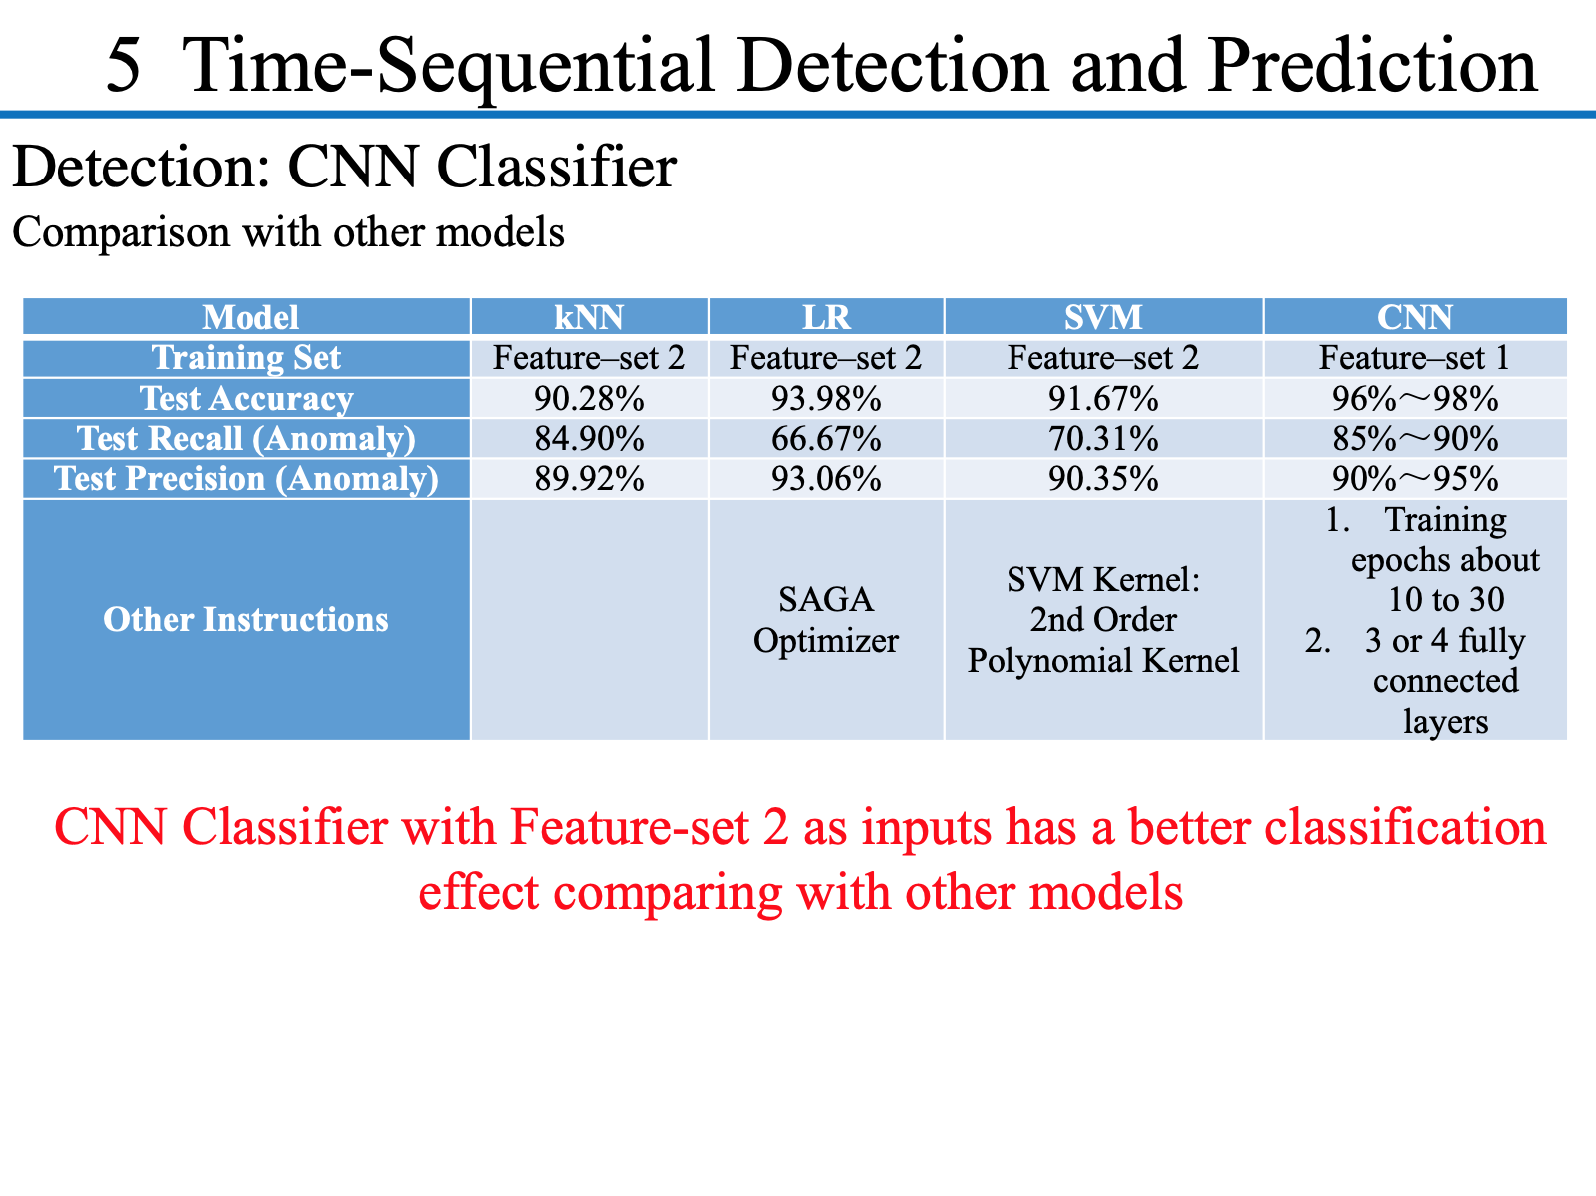 5 Time-Sequential Detection and Prediction
Detection: CNN Classifier
Comparison with other models
Model kNN LR SVM CNN
Training Set Feature–set 2 Feature–set 2 Feature–set 2 Feature–set 1
Test Accuracy 90.28% 93.98% 91.67% 96%～98%
Test Recall (Anomaly) 84.90% 66.67% 70.31% 85%～90%
Test Precision (Anomaly) 89.92% 93.06% 90.35% 90%～95%
Other Instructions
SAGA
Optimizer
SVM Kernel:
2nd Order
Polynomial Kernel
1. Training
epochs about
10 to 30
2. 3 or 4 fully
connected
layers
CNN Classifier with Feature-set 2 as inputs has a better classification
effect comparing with other models